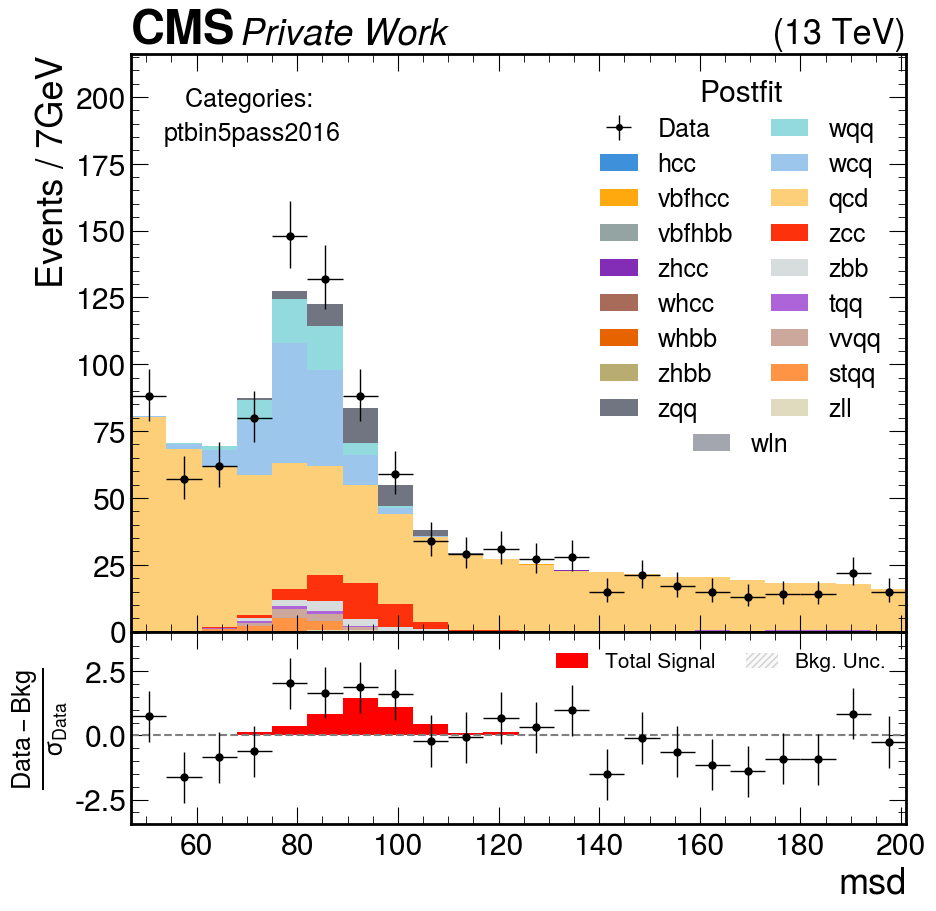 CMS Private Work (13 TeV)
Events / 7GeV
200
175
150
125
100
75
50
25
0
Categories:
ptbin5pass2016
Postfit
Data
hcc
vbfhcc
vbfhbb
zhcc
whcc
whbb
zhbb
zqq
wqq
wcq
qcd
zcc
zbb
tqq
vvqq
stqq
zll
wln
Data – Bkg
σData
2.5
0.0
-2.5
Total Signal
Bkg. Unc.
60 80 100 120 140 160 180 200
msd